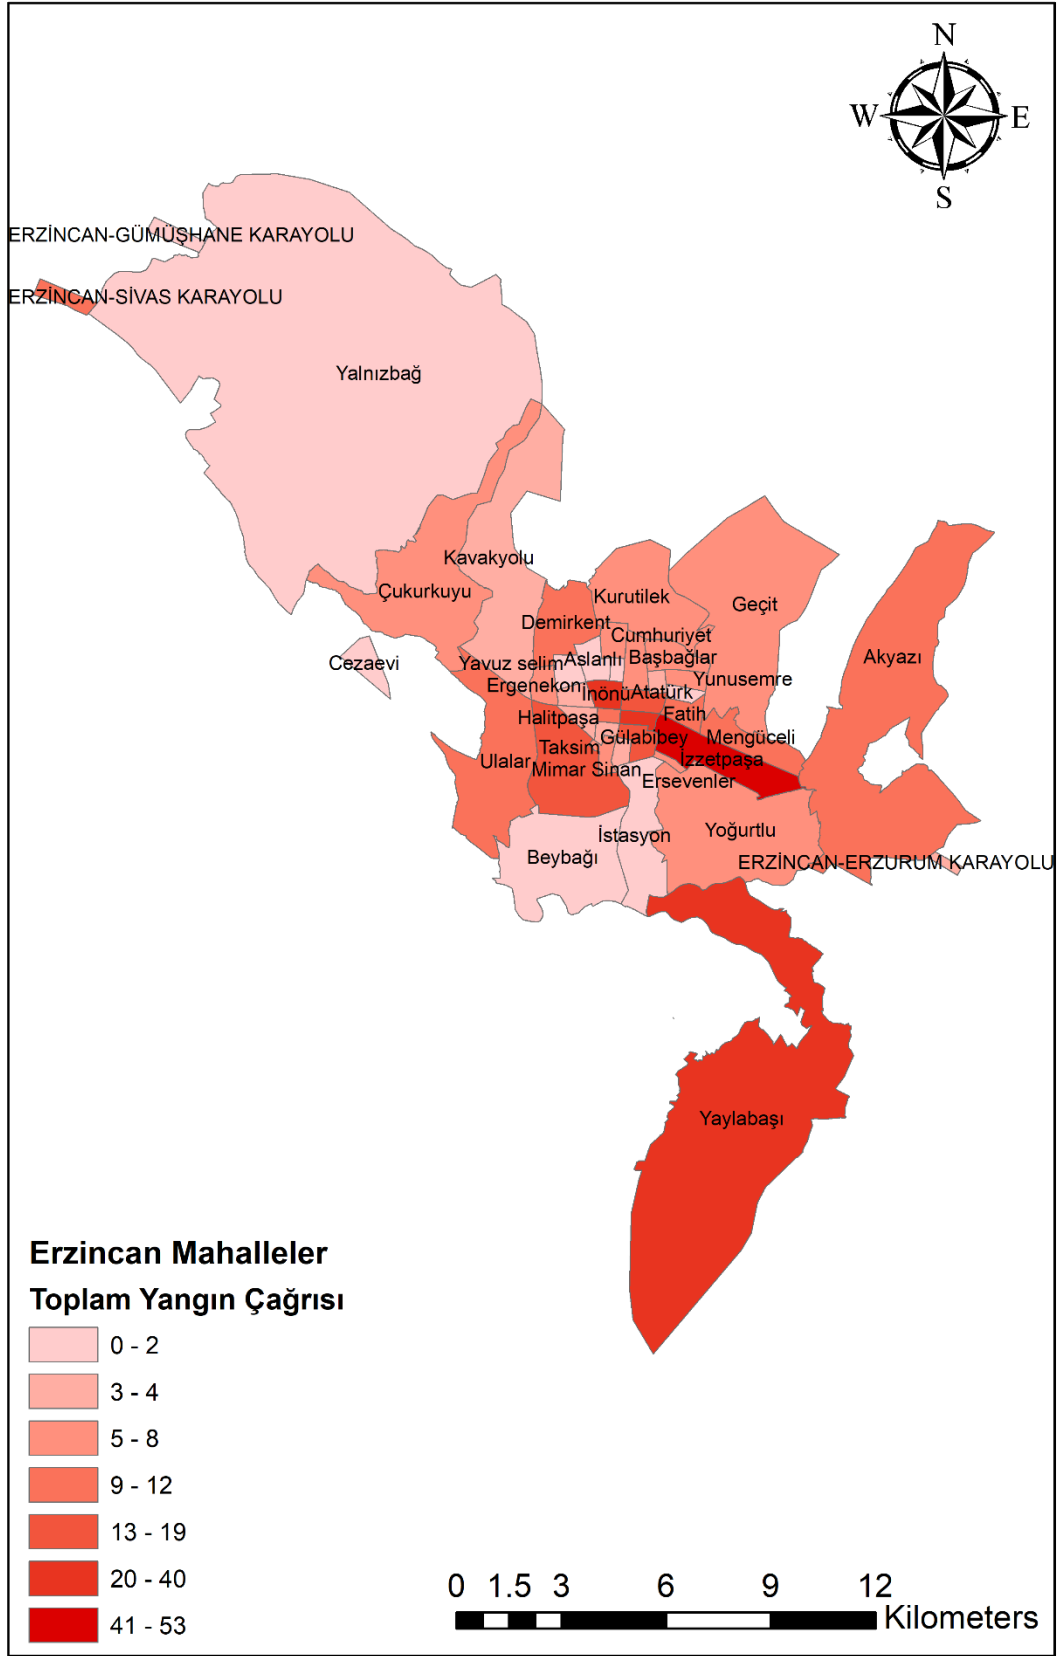 N
W
E
S
ERZİNCAN-GÜMÜŞHANE KARAYOLU
ERZİNCAN-SİVAS KARAYOLU
Yalnızbağ
Kavakyolu
Çukurkuyu
Kurutilek
Geçit
Demirkent
Cumhuriyet
Cezaevi
Yavuz selim
Aslanlı
Başbağlar
Akyazı
Yunusemre
Ergenekon
İnönü
Atatürk
Halitpaşa
Fatih
Gülabibey
Mengüceli
Ulalar
Taksim
İzzetpaşa
Mimar Sinan
Ersevenler
İstasyon
Yoğurtlu
Beybağı
ERZİNCAN-ERZURUM KARAYOLU
Yaylabaşı
Erzincan Mahalleler
Toplam Yangın Çağrısı
0 - 2
3 - 4
5 - 8
9 - 12
13 - 19
20 - 40
41 - 53
0 1.5 3 6 9 12
Kilometers